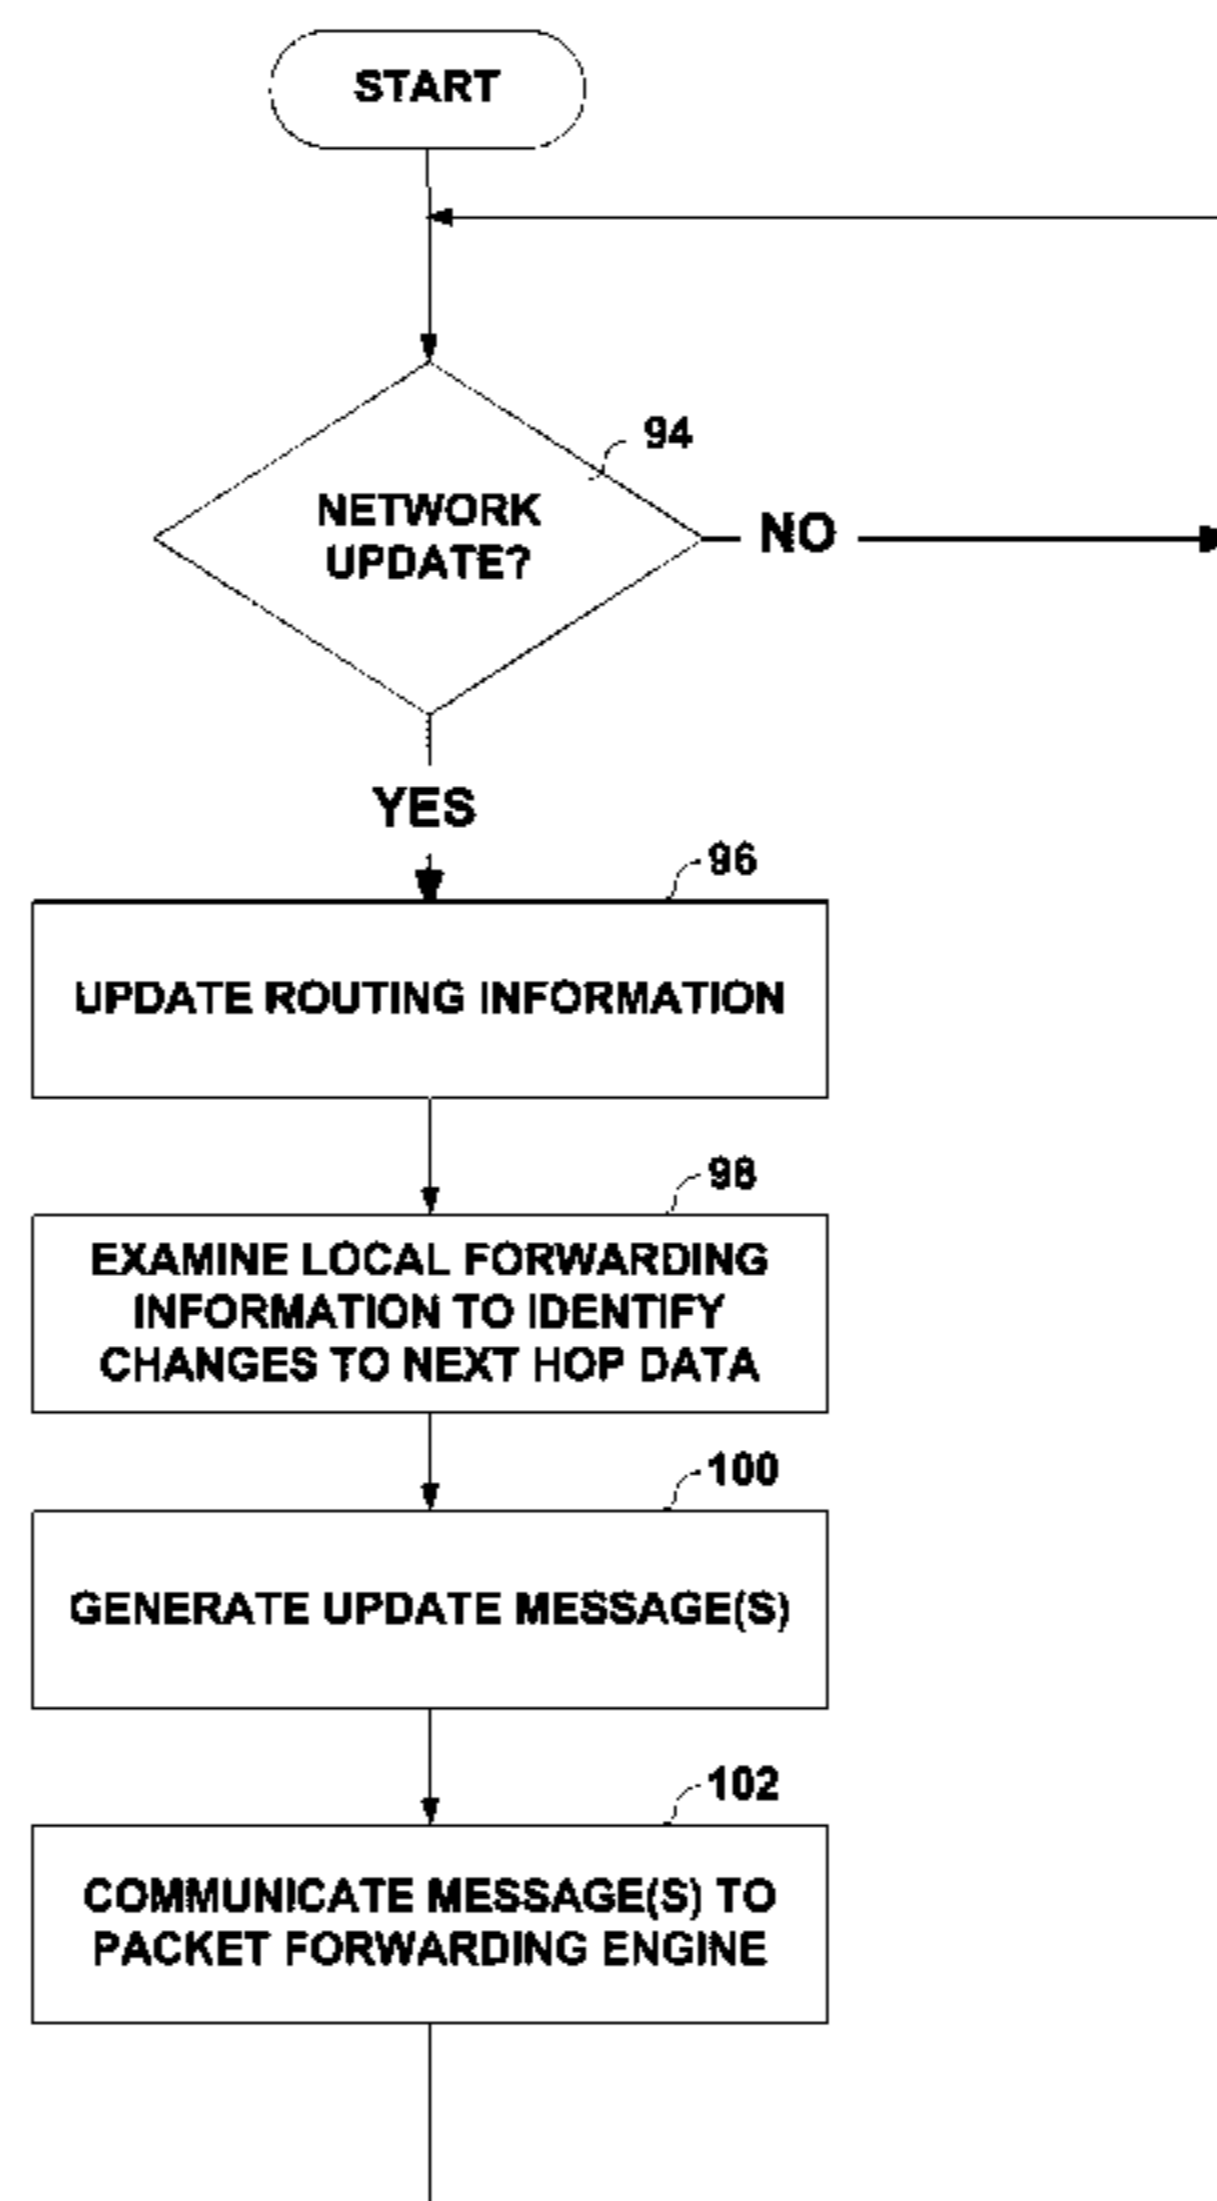 START
94
NETWORK
UPDATE?
NO
YES
96
UPDATE ROUTING INFORMATION
98
EXAMINE LOCAL FORWARDING
INFORMATION TO IDENTIFY
CHANGES TO NEXT HOP DATA
100
GENERATE UPDATE MESSAGE(S)
102
COMMUNICATE MESSAGE(S) TO
PACKET FORWARDING ENGINE